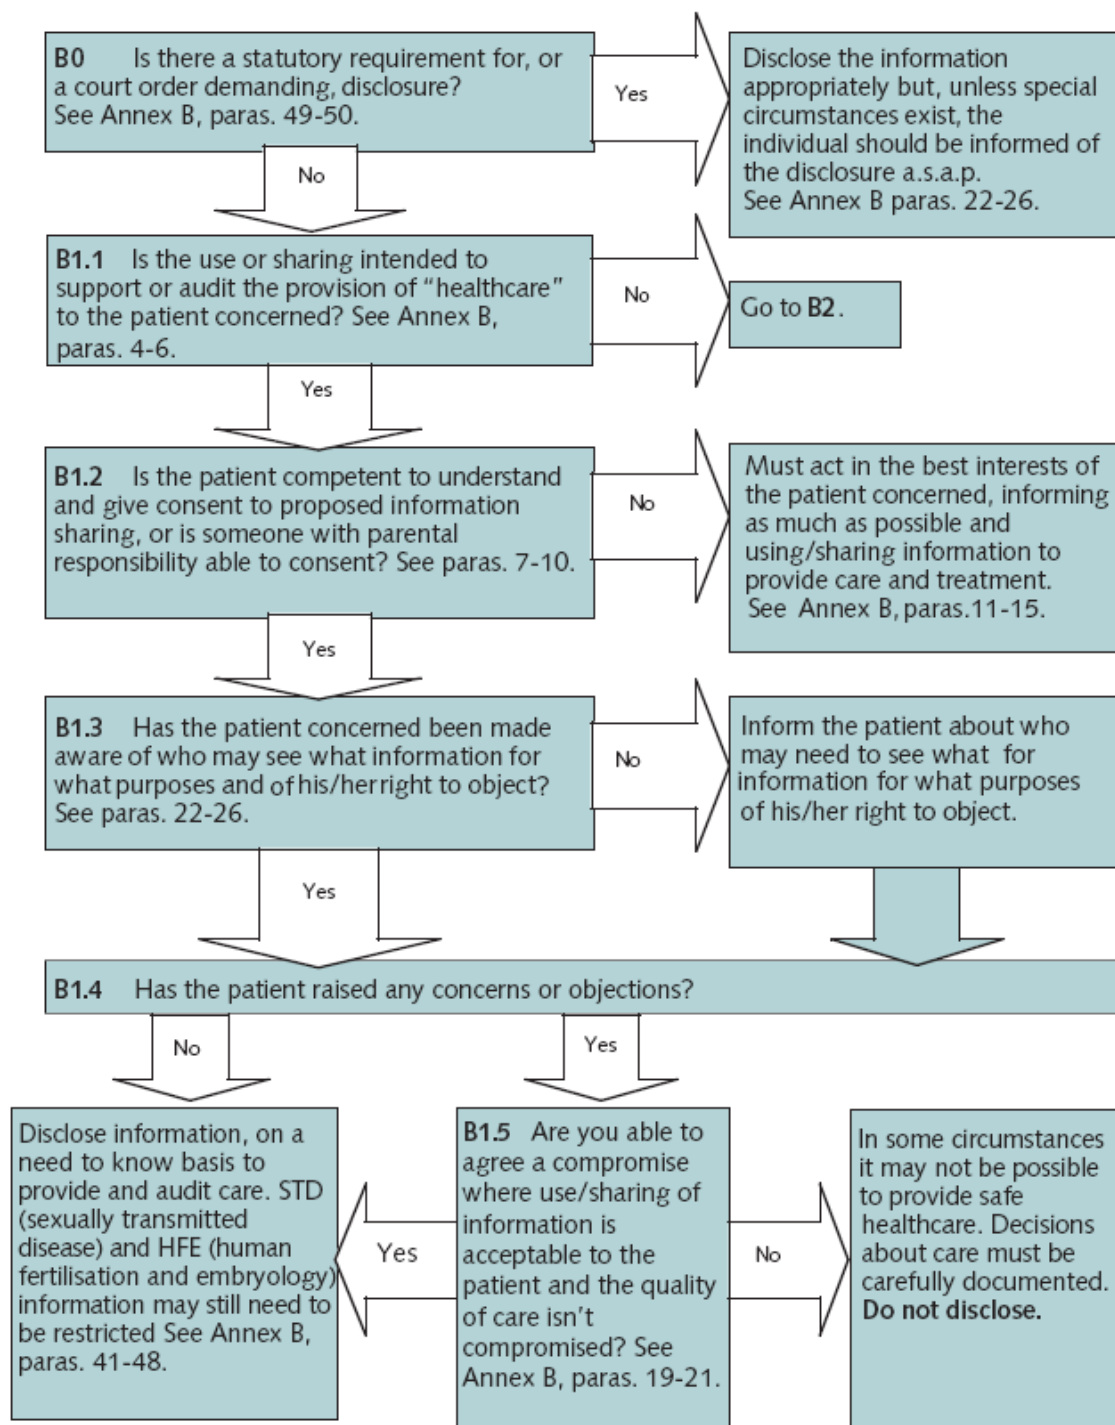 B0 Is there a statutory requirement for, or
a court order demanding, disclosure?
See Annex B, paras. 49-50.
Yes
Disclose the information
appropriately but, unless special
circumstances exist, the
individual should be informed of
the disclosure a.s.a.p.
See Annex B paras. 22-26.
No
B1.1 Is the use or sharing intended to
support or audit the provision of “healthcare”
to the patient concerned? See Annex B,
paras. 4-6.
No
Go to B2.
Yes
B1.2 Is the patient competent to understand
and give consent to proposed information
sharing, or is someone with parental
responsibility able to consent? See paras. 7-10.
No
Must act in the best interests of
the patient concerned, informing
as much as possible and
using/sharing information to
provide care and treatment.
See Annex B, paras.11-15.
Yes
B1.3 Has the patient concerned been made
aware of who may see what information for
what purposes and of his/her right to object?
See paras. 22-26.
No
Inform the patient about who
may need to see what for
information for what purposes
of his/her right to object.
Yes
B1.4 Has the patient raised any concerns or objections?
No
Yes
Disclose information, on a
need to know basis to
provide and audit care. STD
(sexually transmitted
disease) and HFE (human
fertilisation and embryology)
information may still need to
be restricted See Annex B,
paras. 41-48.
Yes
B1.5 Are you able to
agree a compromise
where use/sharing of
information is
acceptable to the
patient and the quality
of care isn’t
compromised? See
Annex B, paras. 19-21.
No
In some circumstances
it may not be possible
to provide safe
healthcare. Decisions
about care must be
carefully documented.
Do not disclose.